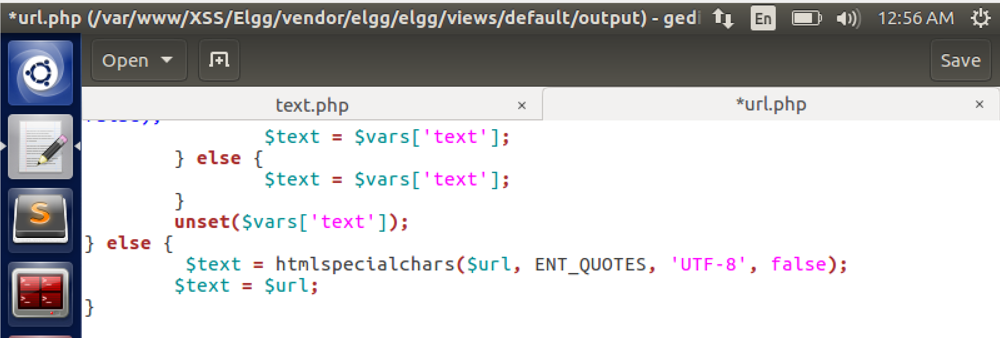 *url.php (/var/www/XSS/Elgg/vendor/elgg/elgg/views/default/output) - gedi En 12:56 AM
Open Save
text.php × *url.php ×
$text = $vars['text'];
} else {
$text = $vars['text'];
}
unset($vars['text']);
} else {
$text = htmlspecialchars($url, ENT_QUOTES, 'UTF-8', false);
$text = $url;
}